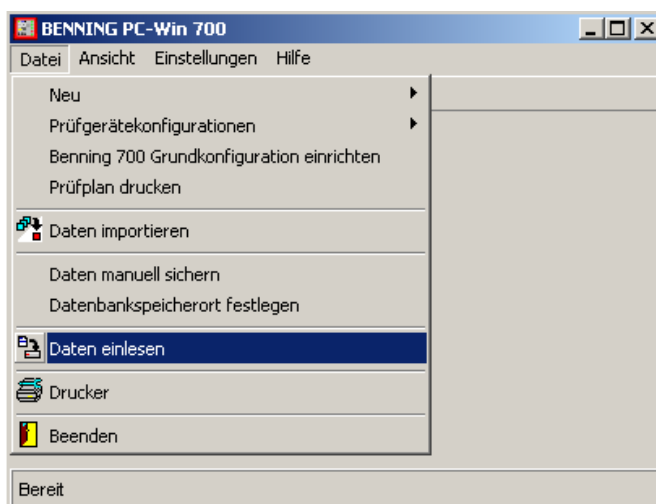 BENNING PC-Win 700
Datei Ansicht Einstellungen Hilfe
Neu
Prüfgerätekonfigurationen
Benning 700 Grundkonfiguration einrichten
Prüfplan drucken
Daten importieren
Daten manuell sichern
Datenbankspeicherort festlegen
Daten einlesen
Drucker
Beenden
Bereit